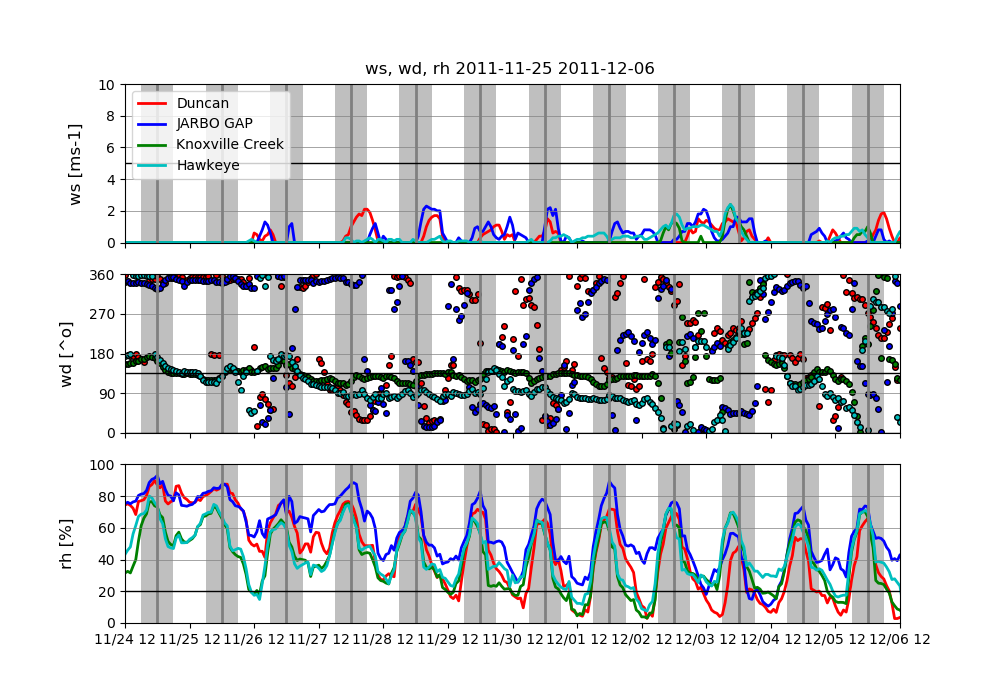 ws, wd, rh 2011-11-25 2011-12-06
10
8
6
4
2
0
ws [ms-1]
Duncan
JARBO GAP
Knoxville Creek
Hawkeye
360
270
180
90
0
wd [^o]
100
80
60
40
20
0
rh [%]
11/24 12 11/25 12 11/26 12 11/27 12 11/28 12 11/29 12 11/30 12 12/01 12 12/02 12 12/03 12 12/04 12 12/05 12 12/06 12